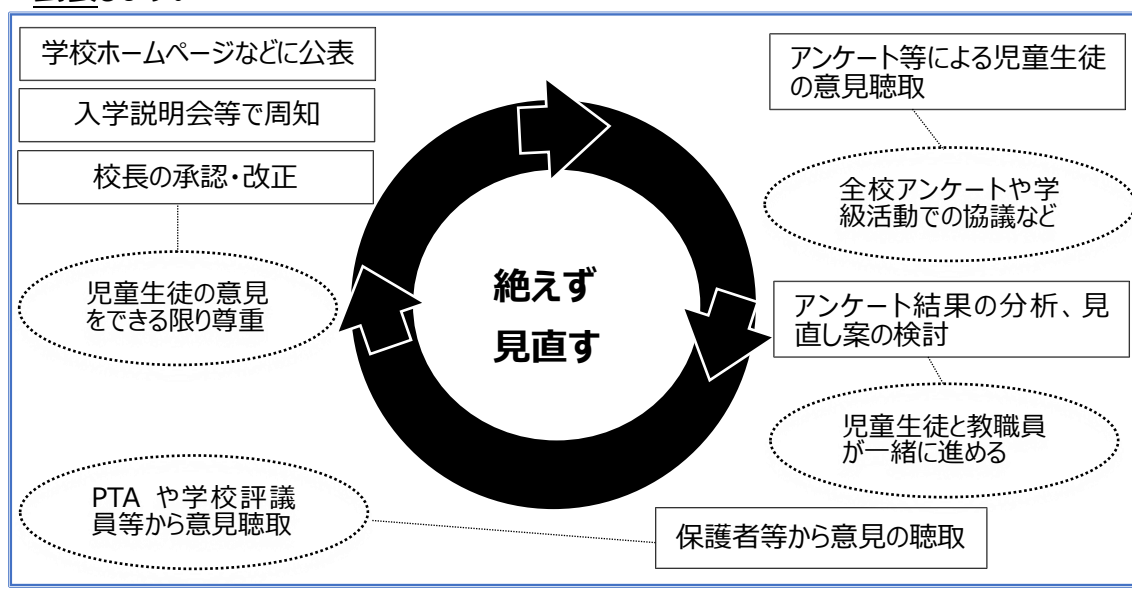 学校ホームページなどに公表
入学説明会等で周知
校長の承認・改正
児童生徒の意見
をできる限り尊重
アンケート等による児童生徒
の意見聴取
全校アンケートや学
級活動での協議など
絶えず
見直す
アンケート結果の分析、見
直し案の検討
児童生徒と教職員
が一緒に進める
PTA や学校評議
員等から意見聴取
保護者等から意見の聴取